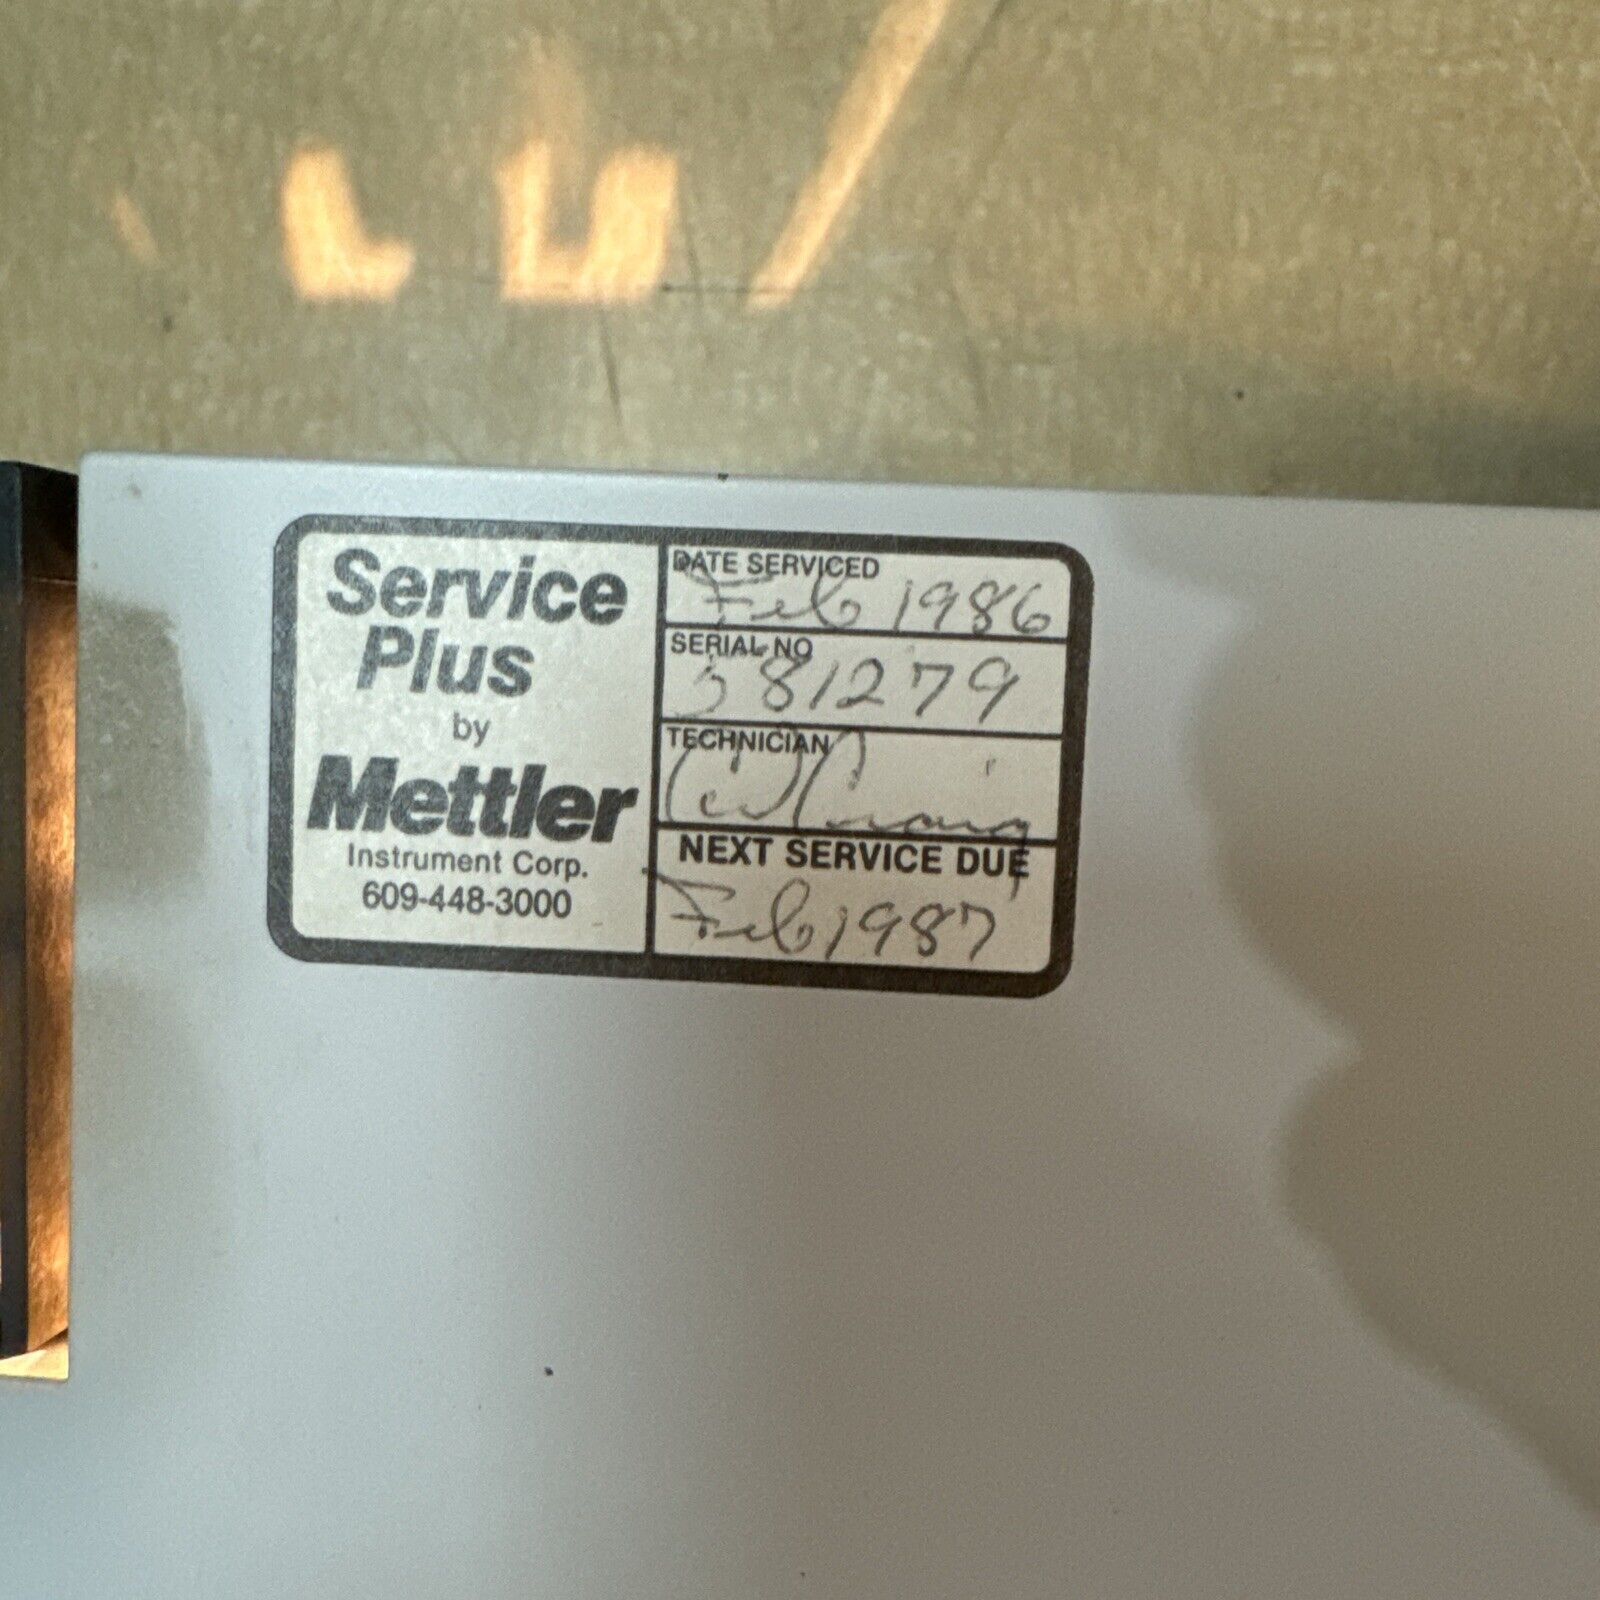 Service
Plus
by
Mettler
Instrument Corp.
609-448-3000
DATE SERVICED
Feb 1986
SERIAL NO
581279
TECHNICIAN
NEXT SERVICE DUE
Feb 1987